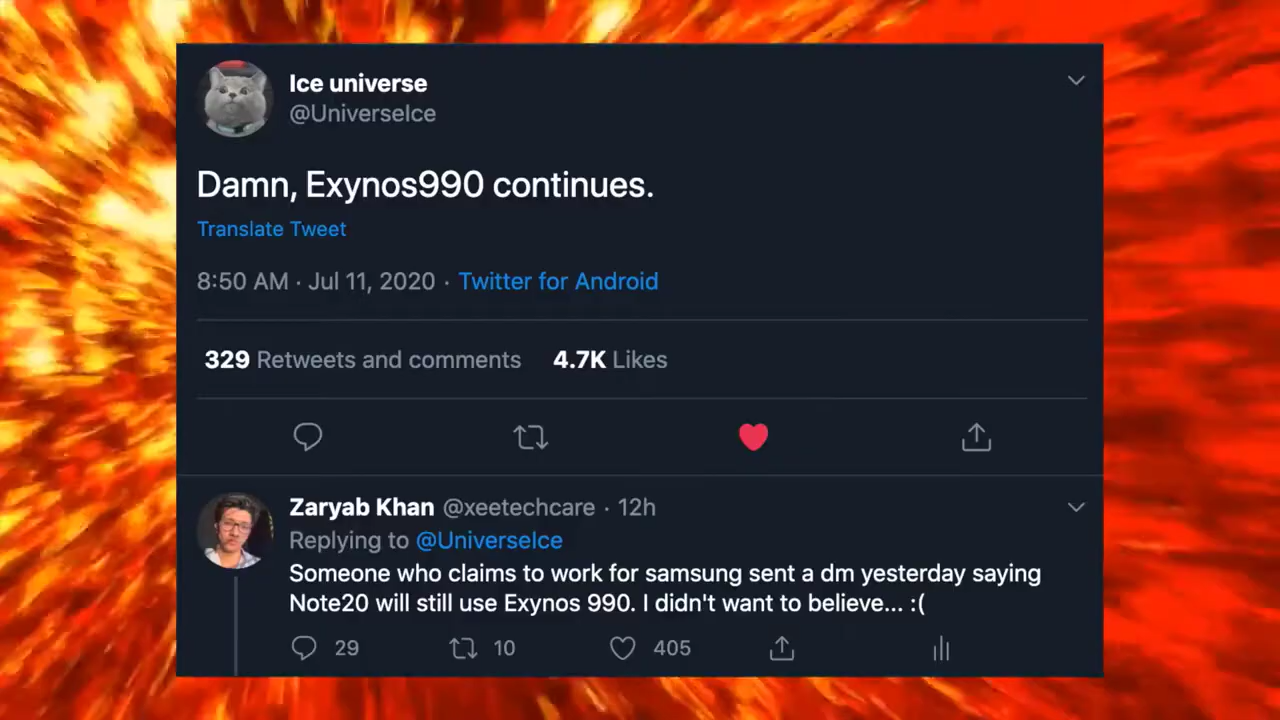 Ice universe
@UniverseIce
Damn, Exynos990 continues.
Translate Tweet
8:50 AM · Jul 11, 2020 · Twitter for Android
329 Retweets and comments 4.7K Likes
Zaryab Khan @xeetechcare · 12h
Replying to @UniverseIce
Someone who claims to work for samsung sent a dm yesterday saying
Note20 will still use Exynos 990. I didn't want to believe... :(
29 10 405